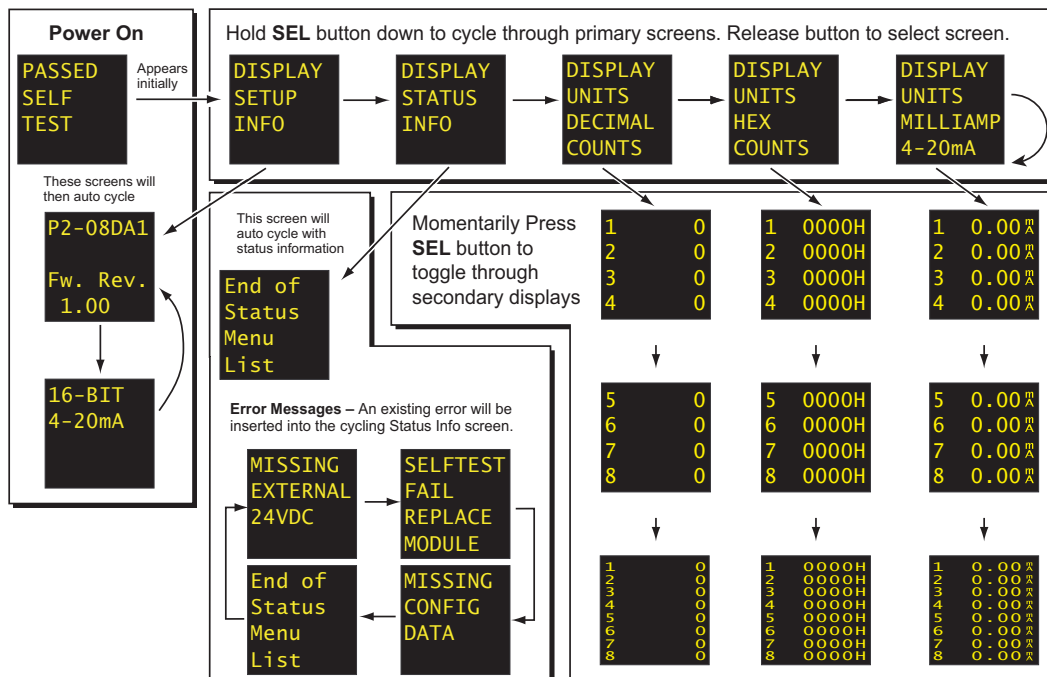 Power On
PASSED
SELF
TEST
Appears
initially
These screens will
then auto cycle
P2-08DA1
Fw. Rev.
1.00
16-BIT
4-20mA
Hold SEL button down to cycle through primary screens. Release button to select screen.
DISPLAY
SETUP
INFO
DISPLAY
STATUS
INFO
DISPLAY
UNITS
DECIMAL
COUNTS
DISPLAY
UNITS
HEX
COUNTS
DISPLAY
UNITS
MILLIAMP
4-20mA
This screen will
auto cycle with
status information
End of
Status
Menu
List
Error Messages – An existing error will be
inserted into the cycling Status Info screen.
MISSING
EXTERNAL
24VDC
SELFTEST
FAIL
REPLACE
MODULE
End of
Status
Menu
List
MISSING
CONFIG
DATA
Momentarily Press
SEL button to
toggle through
secondary displays
1 0
2 0
3 0
4 0
1 0000H
2 0000H
3 0000H
4 0000H
1 0.00 mA
2 0.00 mA
3 0.00 mA
4 0.00 mA
5 0
6 0
7 0
8 0
5 0000H
6 0000H
7 0000H
8 0000H
5 0.00 mA
6 0.00 mA
7 0.00 mA
8 0.00 mA
1 0
2 0
3 0
4 0
5 0
6 0
7 0
8 0
1 0000H
2 0000H
3 0000H
4 0000H
5 0000H
6 0000H
7 0000H
8 0000H
1 0.00 mA
2 0.00 mA
3 0.00 mA
4 0.00 mA
5 0.00 mA
6 0.00 mA
7 0.00 mA
8 0.00 mA